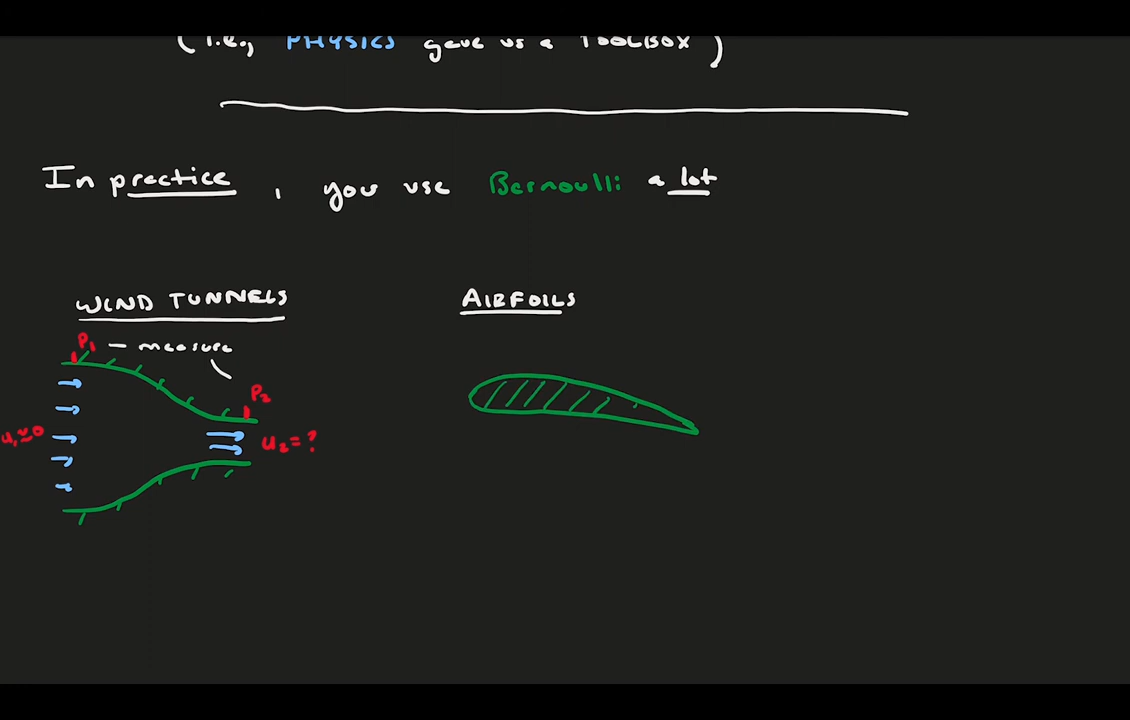 (i.e., PHYSICS gave us a TOOLBOX)
In practice, you use Bernoulli a lot
WIND TUNNELS
AIRFOILS
P₁ — measure
P₂
u₁≈0
u₂=?